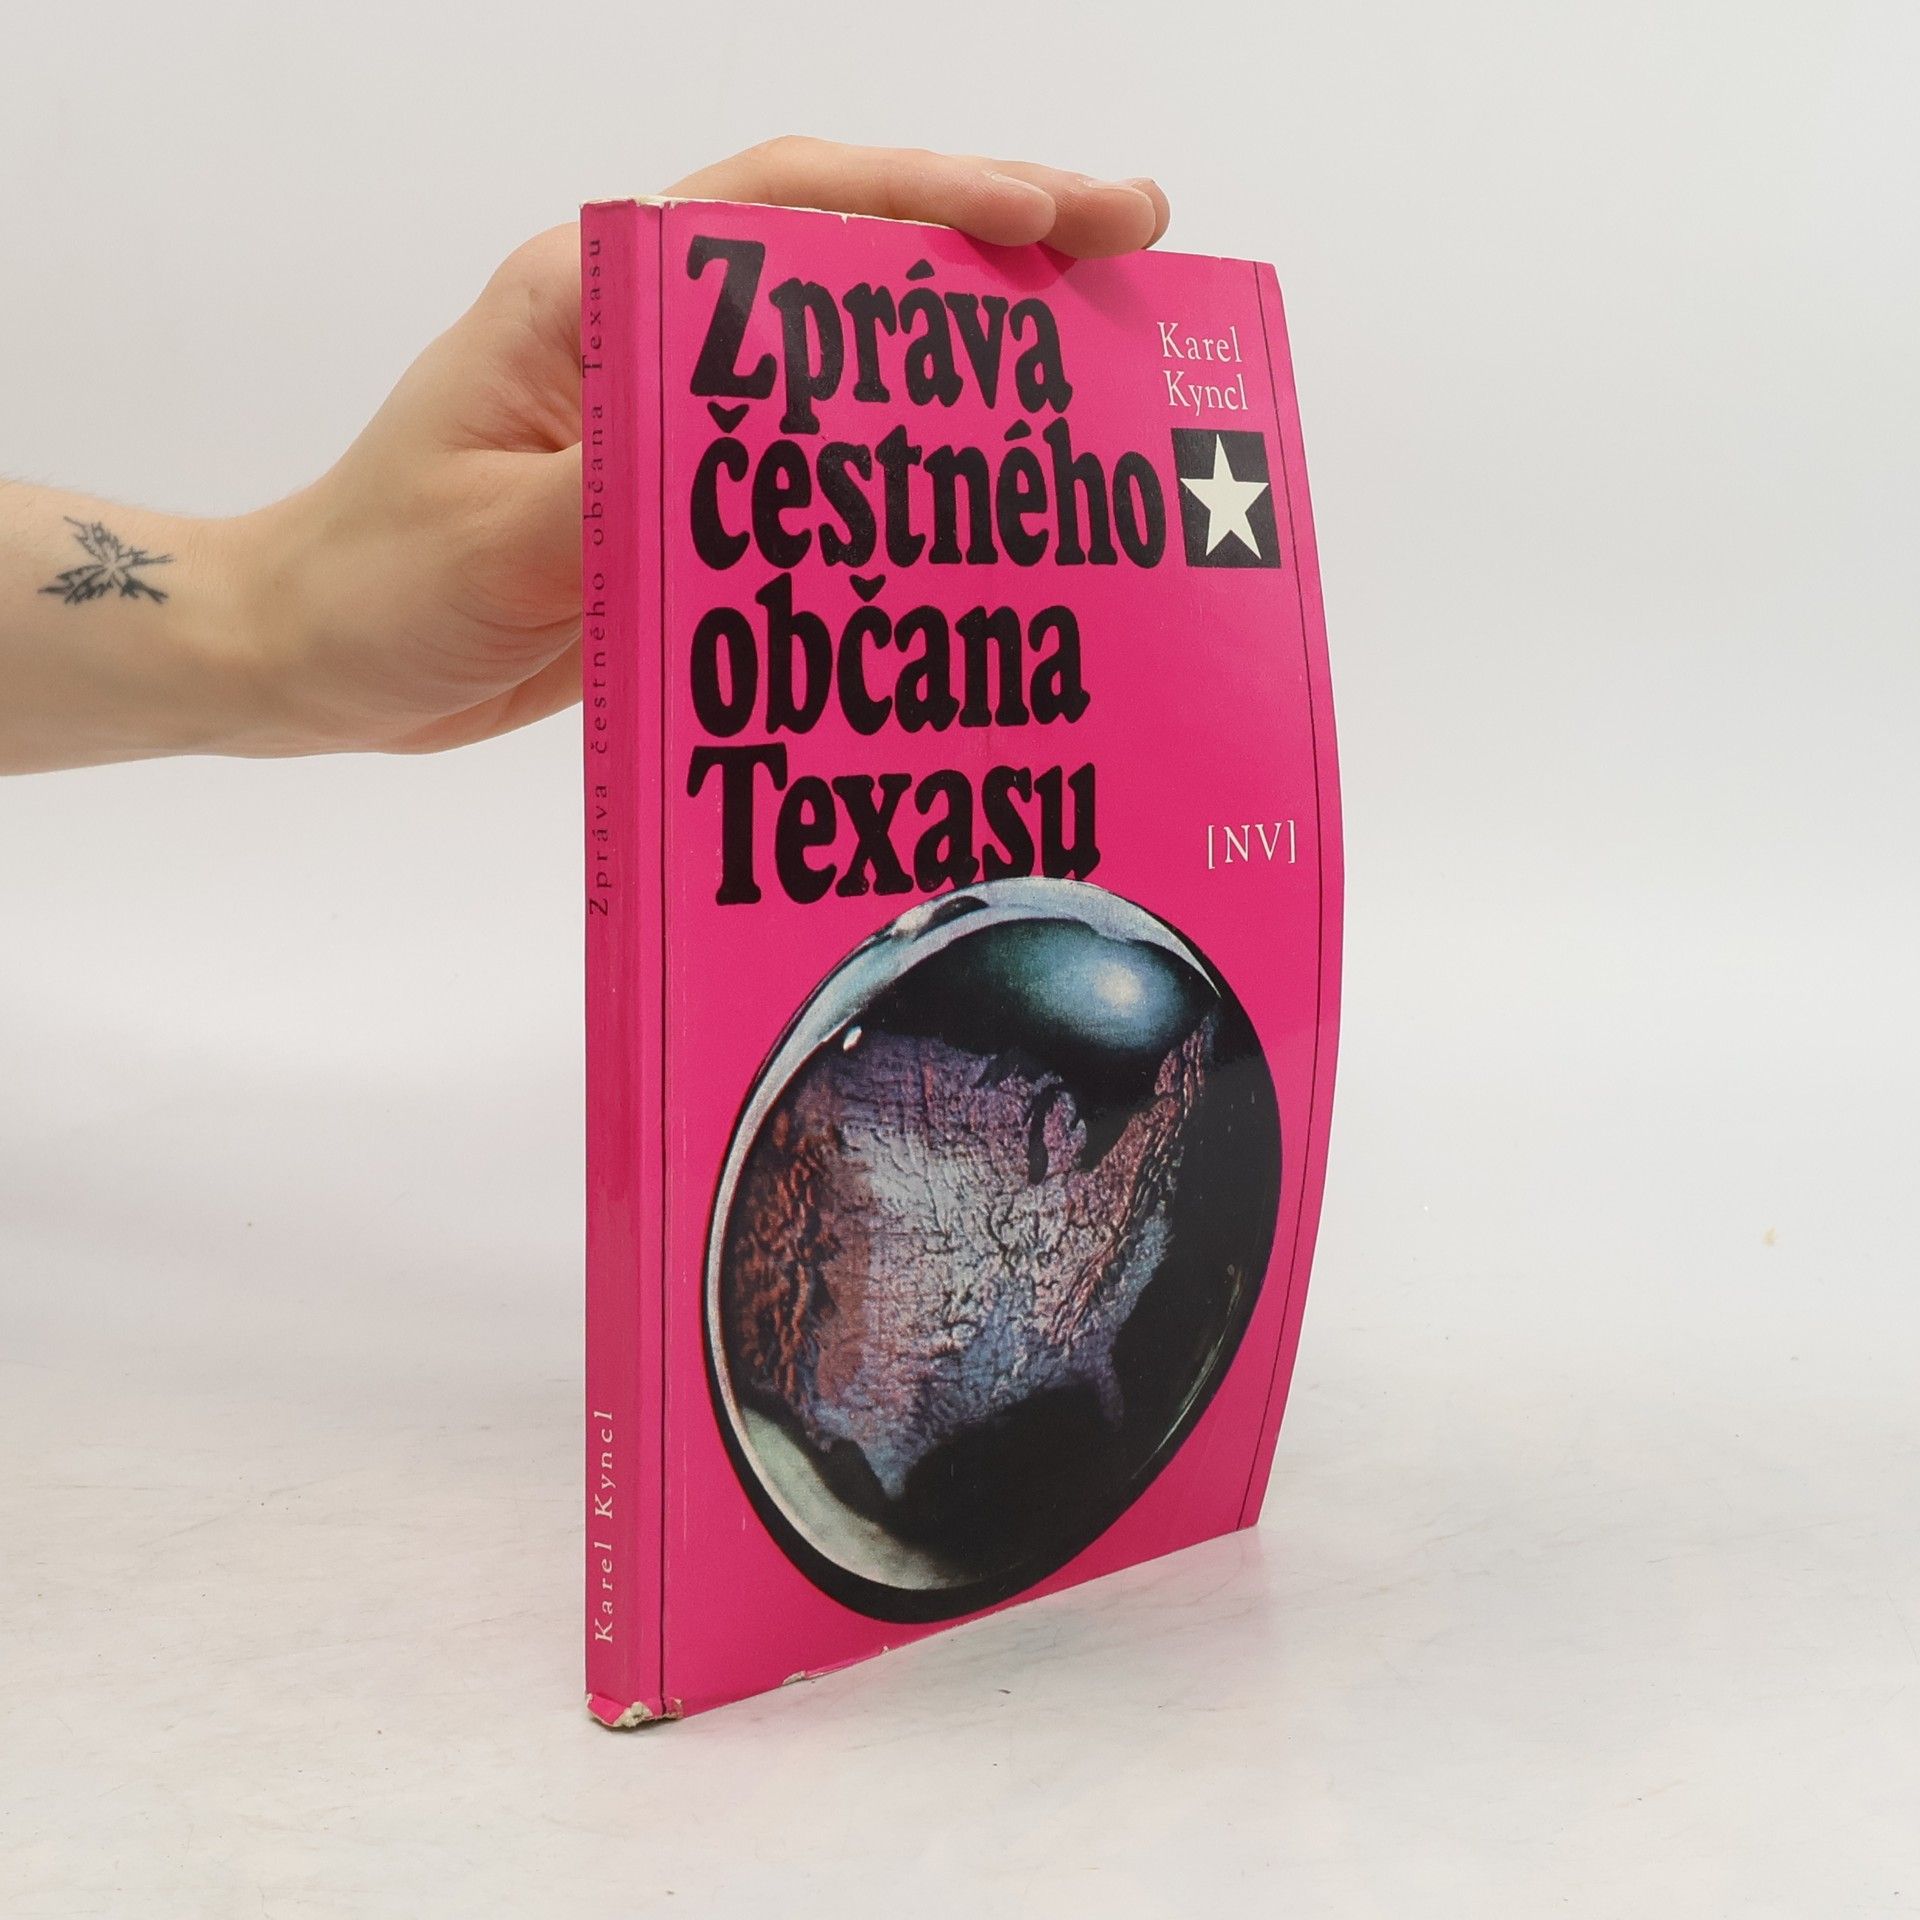 Zpráva
čestného
občana
Texasu
Karel
Kyncl
[NV]
Zpráva čestného občana Texasu
Karel Kyncl